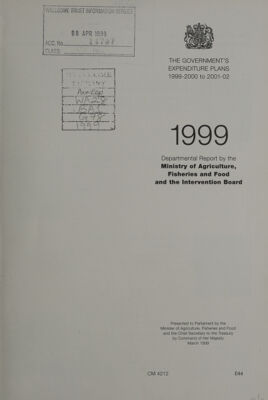 WELLCOME TRUST INFORMATION SERVICE
08 APR 1999
ACC. No.
CLASS
THE GOVERNMENT'S
EXPENDITURE PLANS
1999-2000 to 2001-02
1999
Departmental Report by the
Ministry of Agriculture,
Fisheries and Food
and the Intervention Board
Presented to Parliament by the
Minister of Agriculture, Fisheries and Food
and the Chief Secretary to the Treasury
by Command of Her Majesty
March 1999
CM 4212
£44